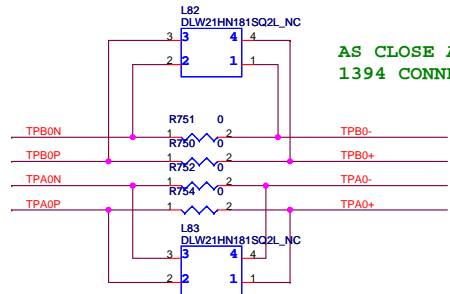 L82
DLW21HN181SQ2L_NC
3 3 4 4
2 2 1 1
AS CLOSE
1394
R751 0
TPB0N 1 2 TPB0-
R750 0
TPB0P 1 2 TPB0+
R752 0
TPA0N 1 2 TPA0-
R754 0
TPA0P 1 2 TPA0+
L83
DLW21HN181SQ2L_NC
3 3 4 4
2 2 1 1